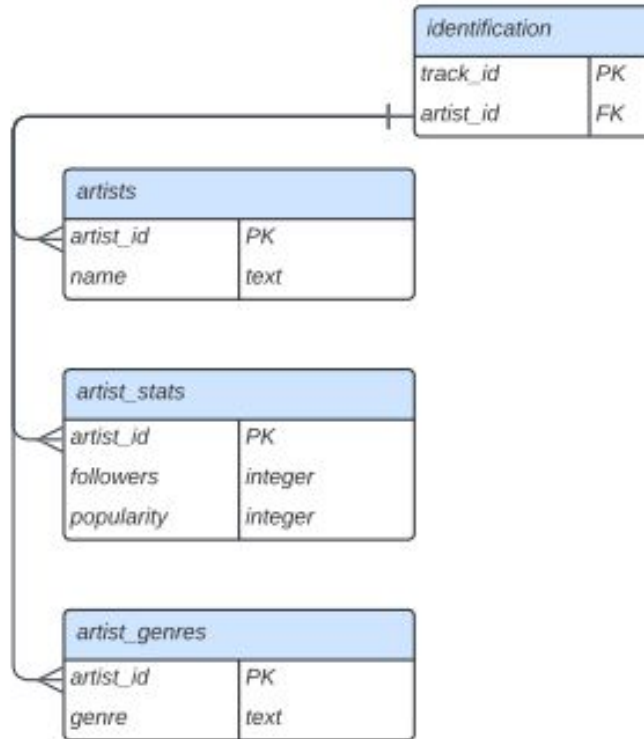 identification
track_id PK
artist_id FK
artists
artist_id PK
name text
artist_stats
artist_id PK
followers integer
popularity integer
artist_genres
artist_id PK
genre text